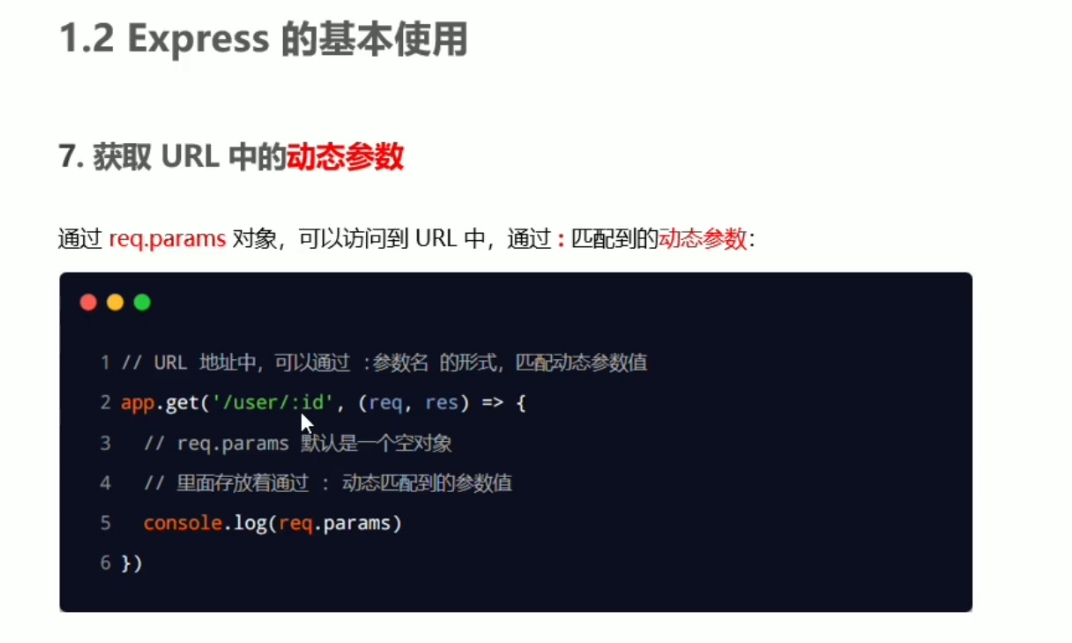 1.2 Express 的基本使用
7. 获取 URL 中的动态参数
通过 req.params 对象，可以访问到 URL 中，通过 : 匹配到的动态参数：
1 // URL 地址中，可以通过 :参数名 的形式，匹配动态参数值
2 app.get('/user/:id', (req, res) => {
3 // req.params 默认是一个空对象
4 // 里面存放着通过 : 动态匹配到的参数值
5 console.log(req.params)
6 })